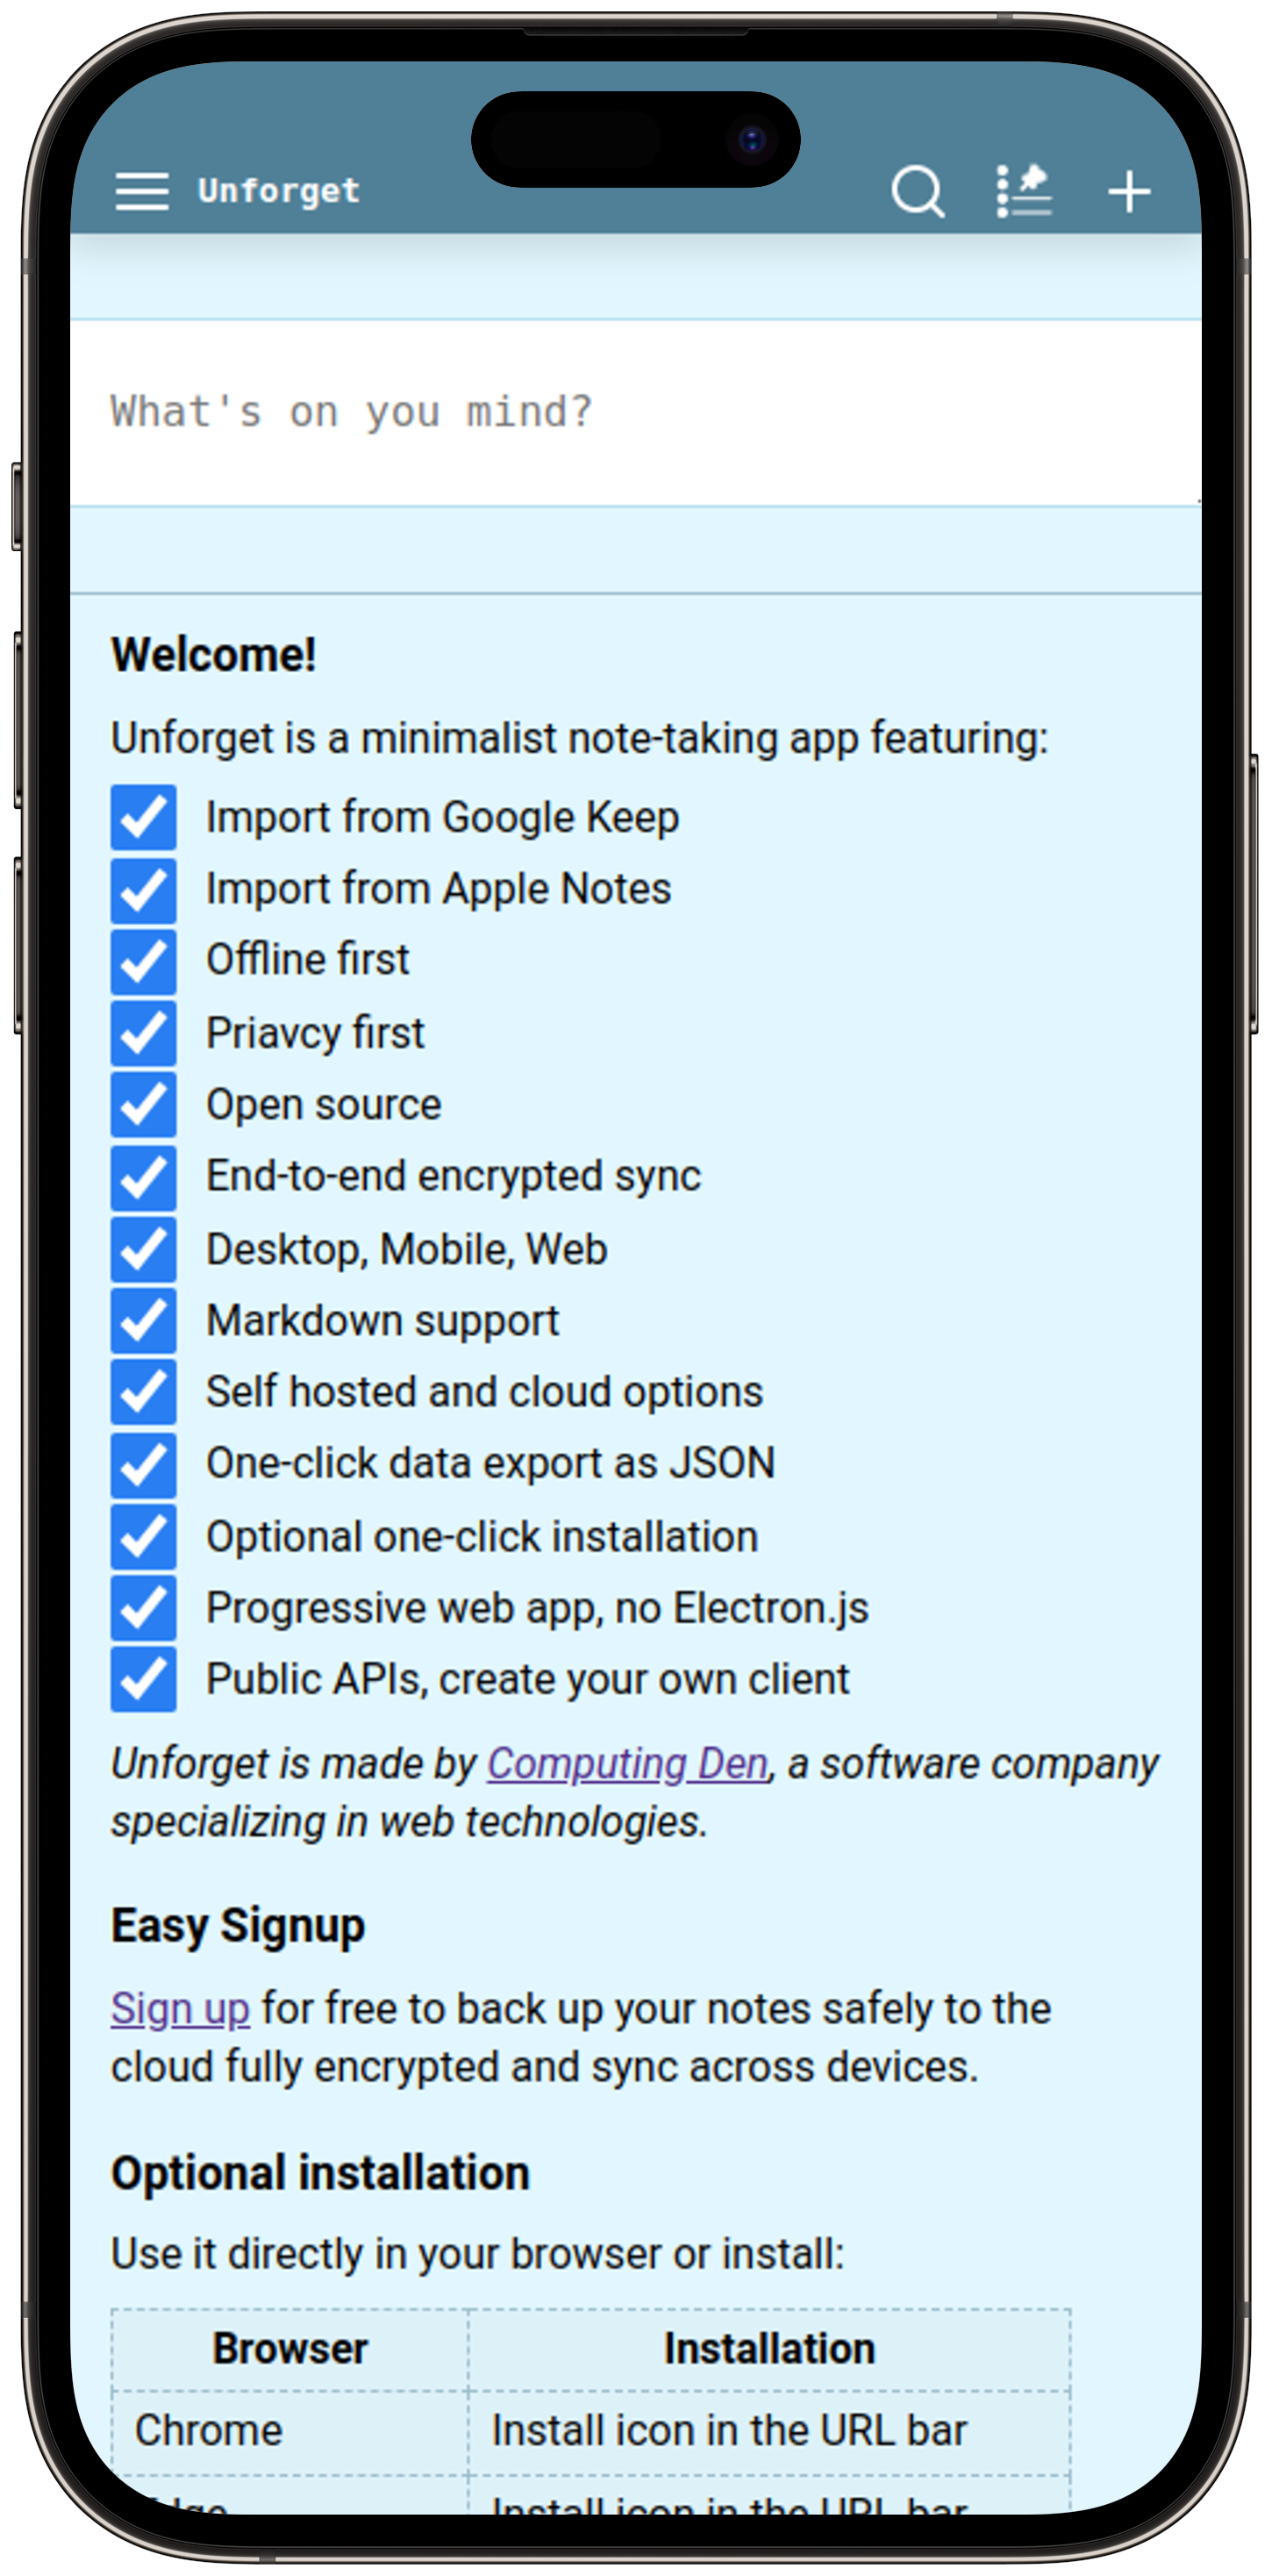 Unforget
What's on you mind?
Welcome!
Unforget is a minimalist note-taking app featuring:
Import from Google Keep
Import from Apple Notes
Offline first
Priavcy first
Open source
End-to-end encrypted sync
Desktop, Mobile, Web
Markdown support
Self hosted and cloud options
One-click data export as JSON
Optional one-click installation
Progressive web app, no Electron.js
Public APIs, create your own client
Unforget is made by Computing Den, a software company
specializing in web technologies.
Easy Signup
Sign up for free to back up your notes safely to the
cloud fully encrypted and sync across devices.
Optional installation
Use it directly in your browser or install:
Browser Installation
Chrome Install icon in the URL bar
Install icon in the URL bar